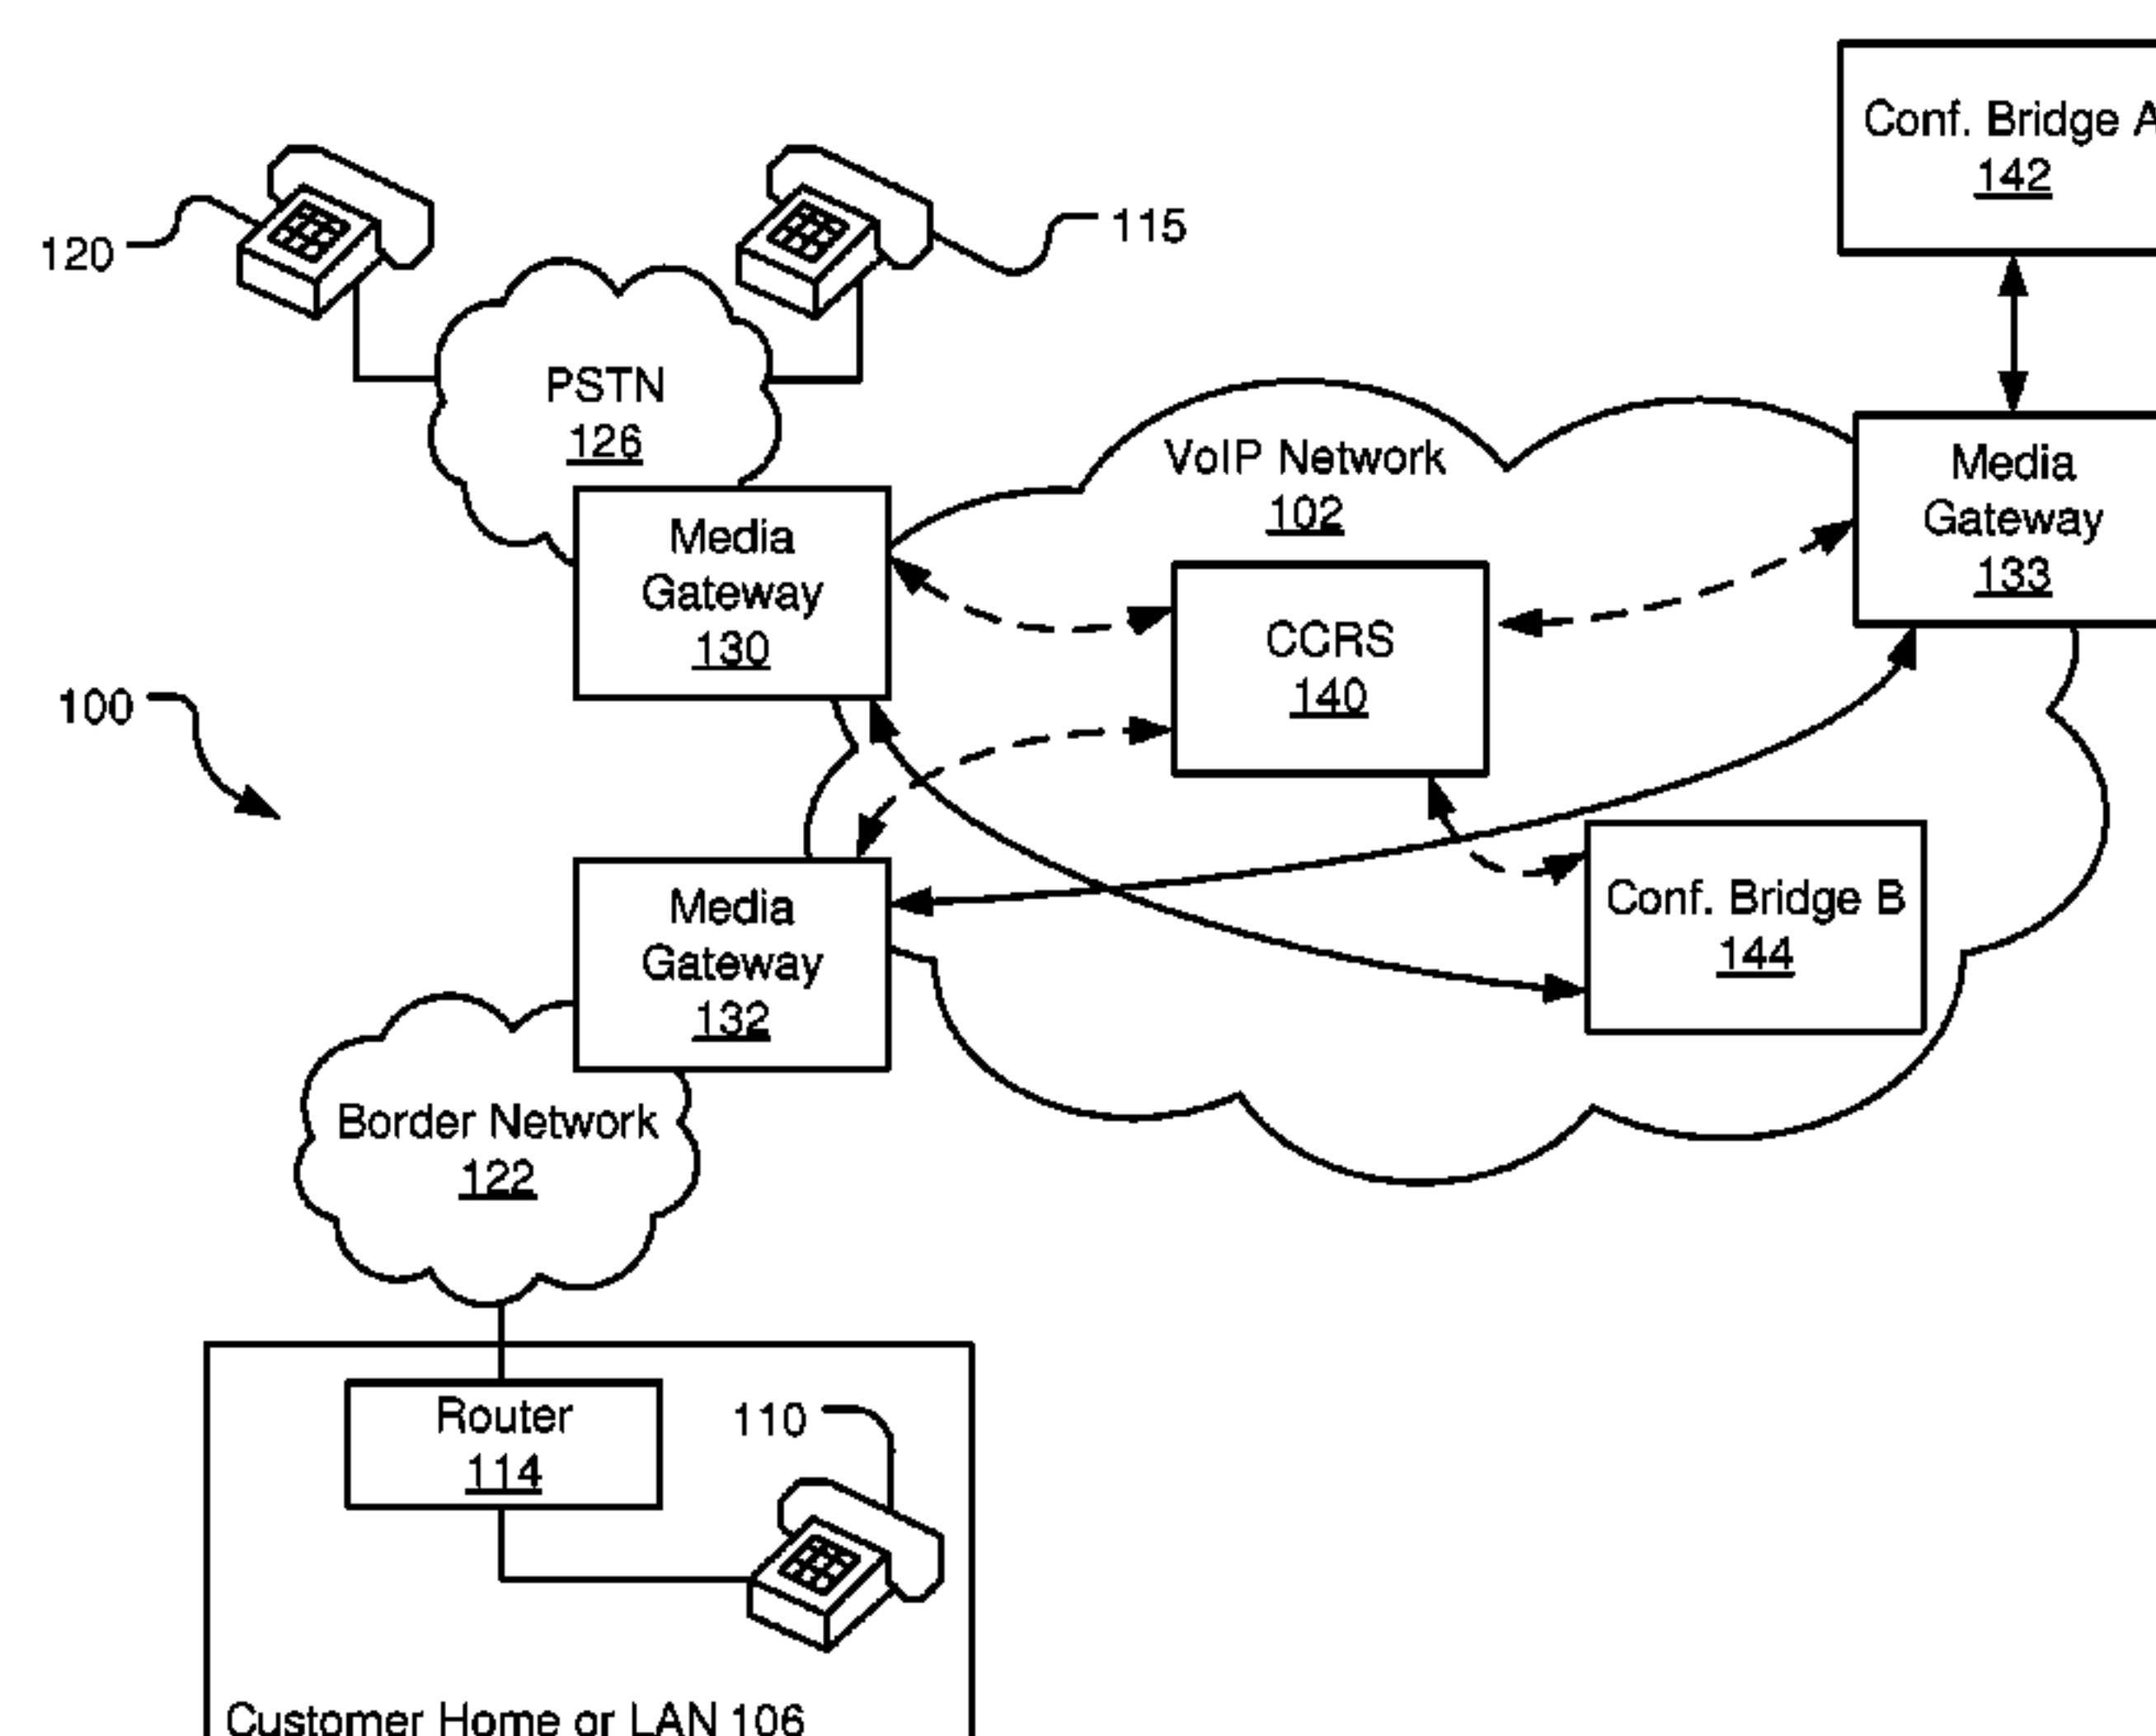 Conf. Bridge A
142
120
115
PSTN
126
VoIP Network
102
Media
Gateway
133
Media
Gateway
130
CCRS
140
100
Media
Gateway
132
Conf. Bridge B
144
Border Network
122
Router
114
110
Customer Home or LAN 106